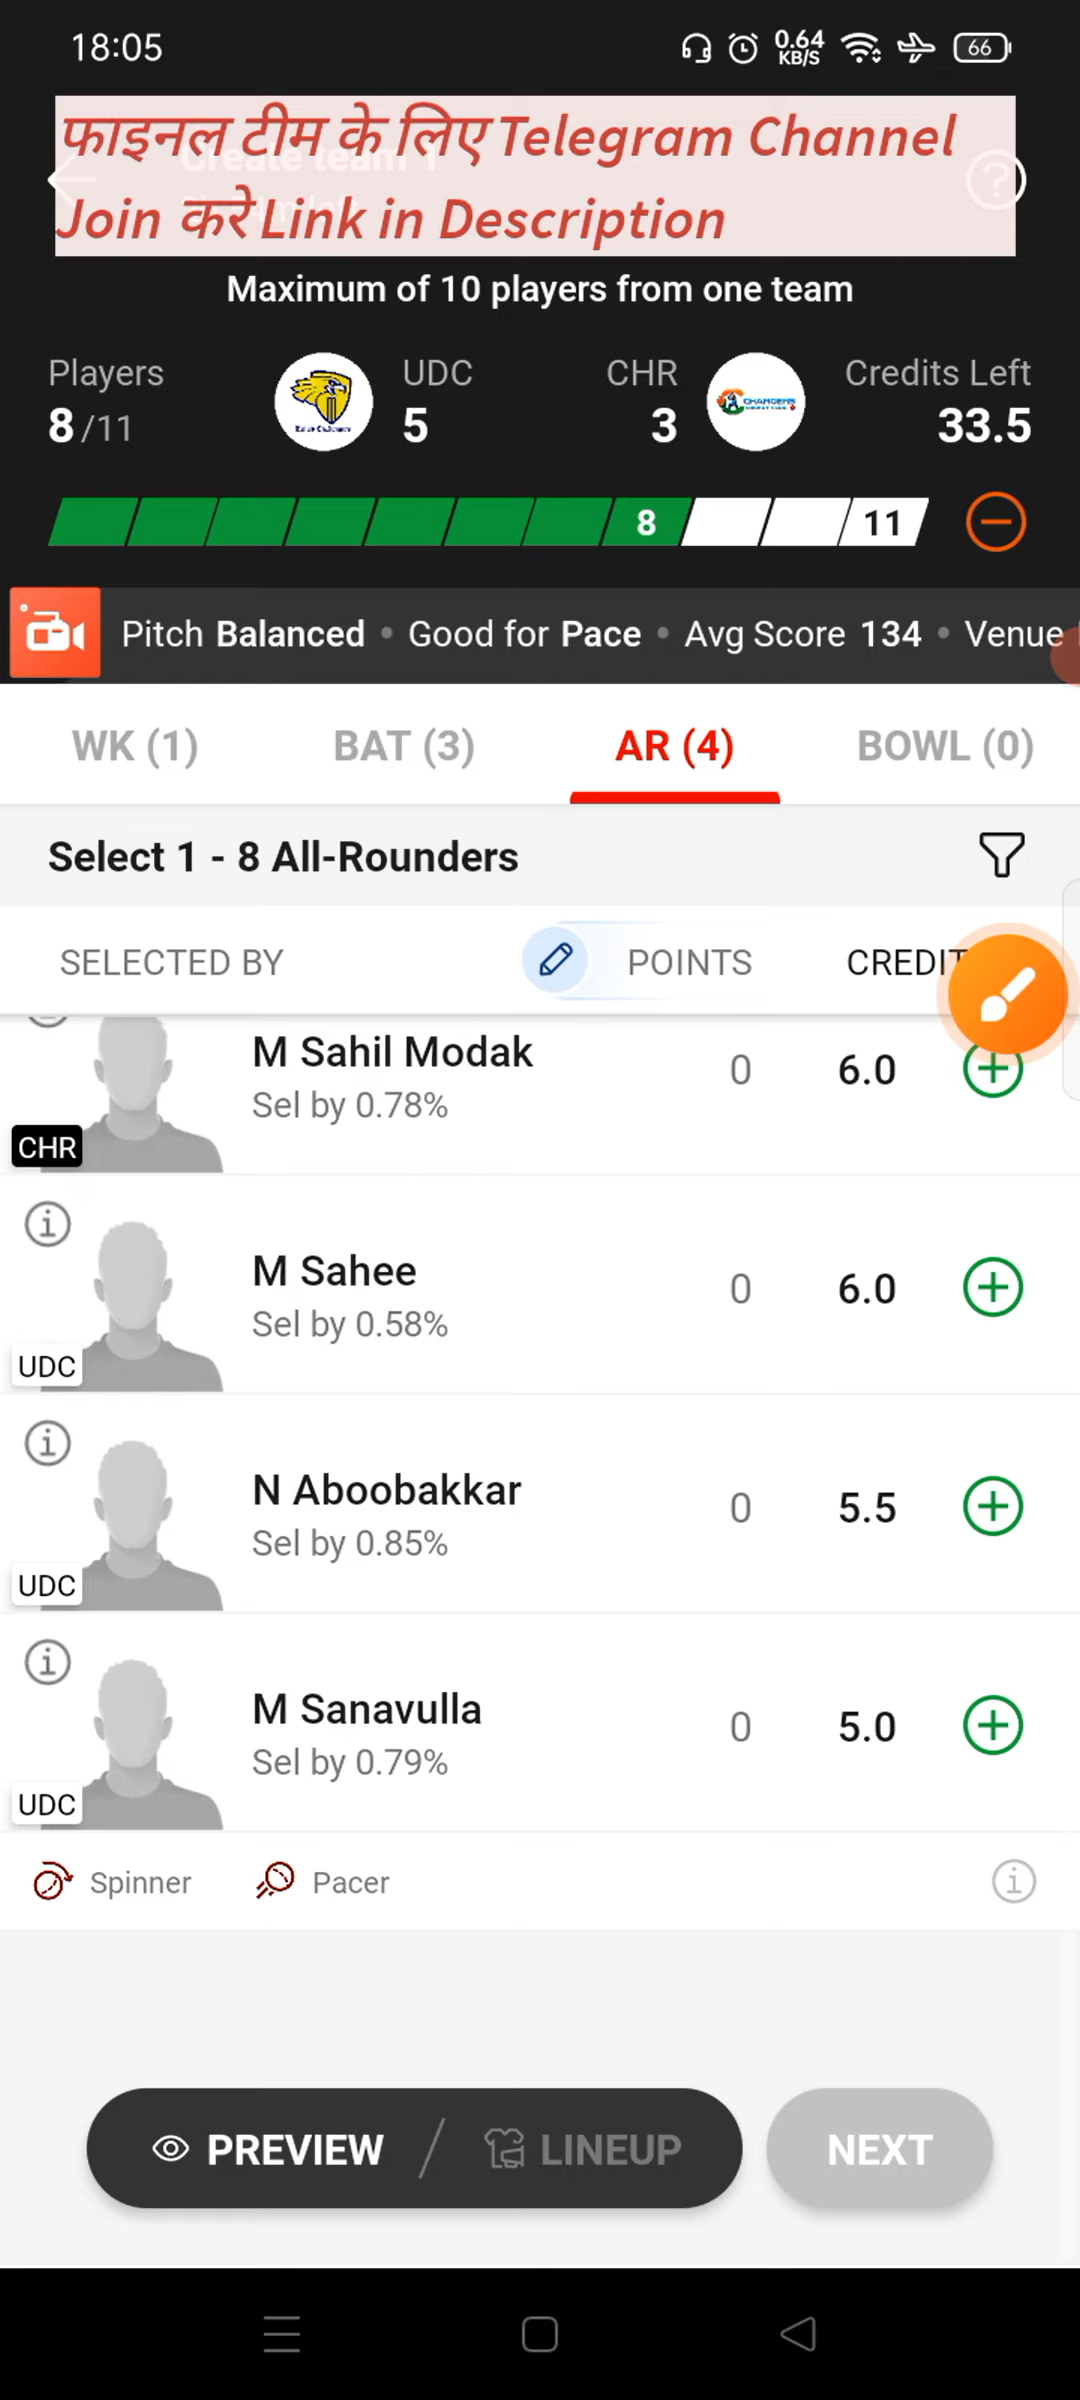 18:05
0.64 KB/S
66
फाइनल टीम के लिए Telegram Channel
Join करे Link in Description
Create team 1
Maximum of 10 players from one team
Players
8/11
UDC
5
CHR
3
CHARGERS
Credits Left
33.5
8
11
Pitch Balanced • Good for Pace • Avg Score 134 • Venue
WK (1)
BAT (3)
AR (4)
BOWL (0)
Select 1 - 8 All-Rounders
SELECTED BY
POINTS
CREDIT
M Sahil Modak
Sel by 0.78%
0
6.0
CHR
M Sahee
Sel by 0.58%
0
6.0
UDC
N Aboobakkar
Sel by 0.85%
0
5.5
UDC
M Sanavulla
Sel by 0.79%
0
5.0
UDC
Spinner
Pacer
PREVIEW
LINEUP
NEXT